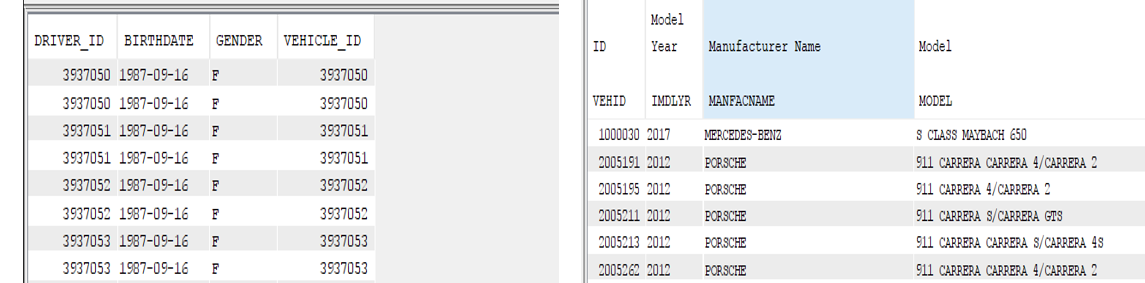 DRIVER_ID BIRTHDATE GENDER VEHICLE_ID
3937050 1987-09-16 F 3937050
3937050 1987-09-16 F 3937050
3937051 1987-09-16 F 3937051
3937051 1987-09-16 F 3937051
3937052 1987-09-16 F 3937052
3937052 1987-09-16 F 3937052
3937053 1987-09-16 F 3937053
3937053 1987-09-16 F 3937053
Model
ID Year Manufacturer Name Model
VEHID IMDLYR MANFACNAME MODEL
1000030 2017 MERCEDES-BENZ S CLASS MAYBACH 650
2005191 2012 PORSCHE 911 CARRERA CARRERA 4/CARRERA 2
2005195 2012 PORSCHE 911 CARRERA 4/CARRERA 2
2005211 2012 PORSCHE 911 CARRERA S/CARRERA GTS
2005213 2012 PORSCHE 911 CARRERA CARRERA S/CARRERA 4S
2005262 2012 PORSCHE 911 CARRERA CARRERA 4/CARRERA 2